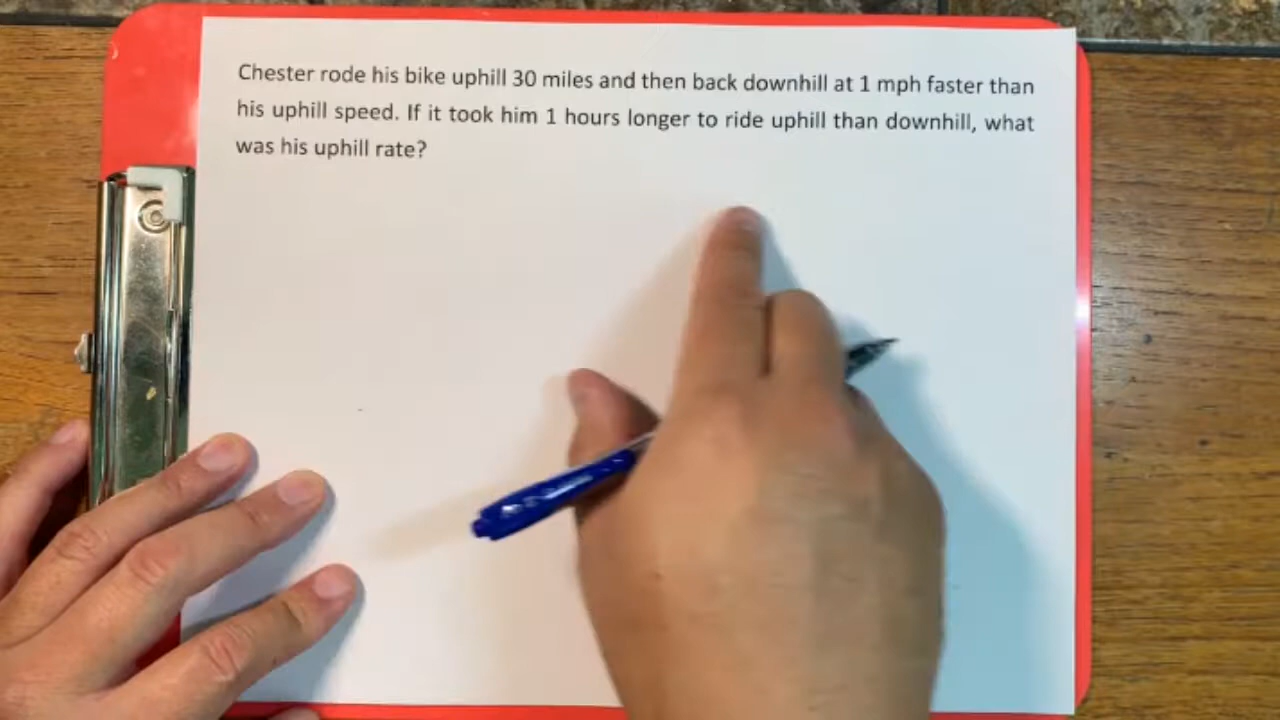 Chester rode his bike uphill 30 miles and then back downhill at 1 mph faster than
his uphill speed. If it took him 1 hours longer to ride uphill than downhill, what
was his uphill rate?